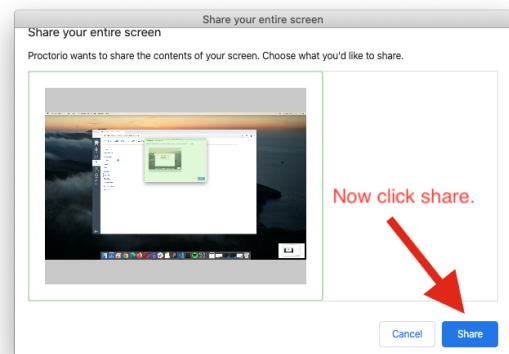 Share your entire screen
Share your entire screen
Proctorio wants to share the contents of your screen. Choose what you'd like to share.
Now click share.
Cancel
Share